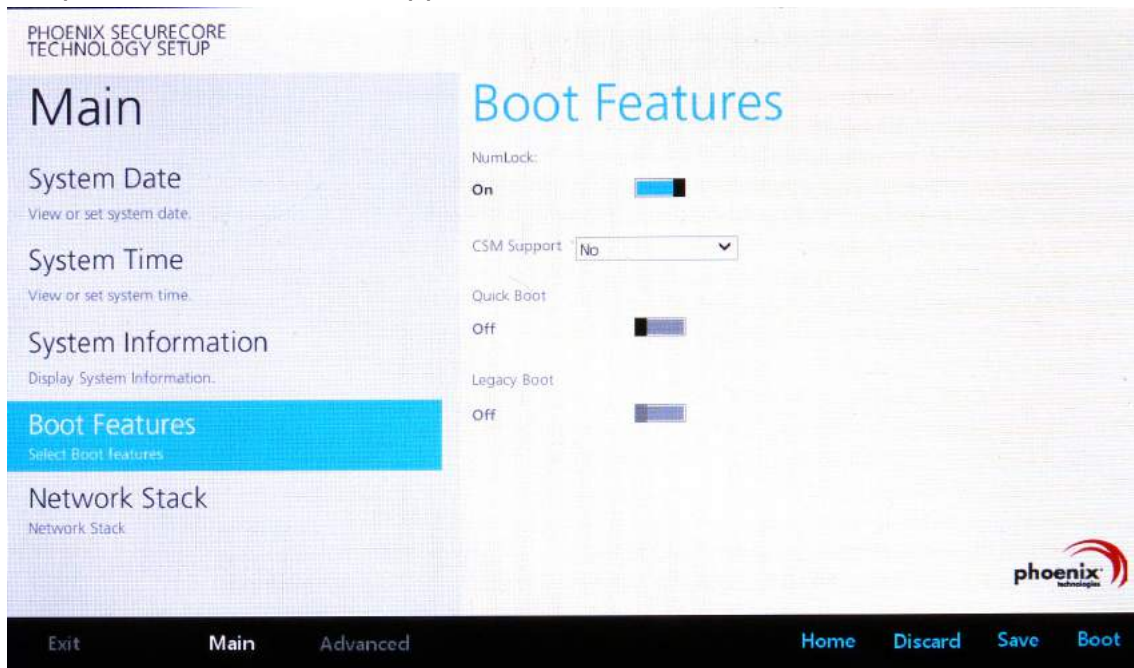 PHOENIX SECURECORE
TECHNOLOGY SETUP
Main
System Date
View or set system date.
System Time
View or set system time.
System Information
Display System Information.
Boot Features
Select Boot features
Network Stack
Network Stack
Boot Features
NumLock:
On
CSM Support No
Quick Boot
Off
Legacy Boot
Off
phoenix
technologies
Exit Main Advanced Home Discard Save Boot